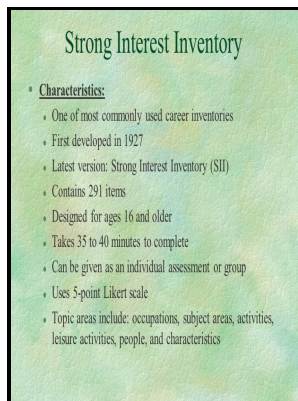 Strong Interest Inventory
Characteristics:
One of most commonly used career inventories
First developed in 1927
Latest version: Strong Interest Inventory (SII)
Contains 291 items
Designed for ages 16 and older
Takes 35 to 40 minutes to complete
Can be given as an individual assessment or group
Uses 5-point Likert scale
Topic areas include: occupations, subject areas, activities,
leisure activities, people, and characteristics